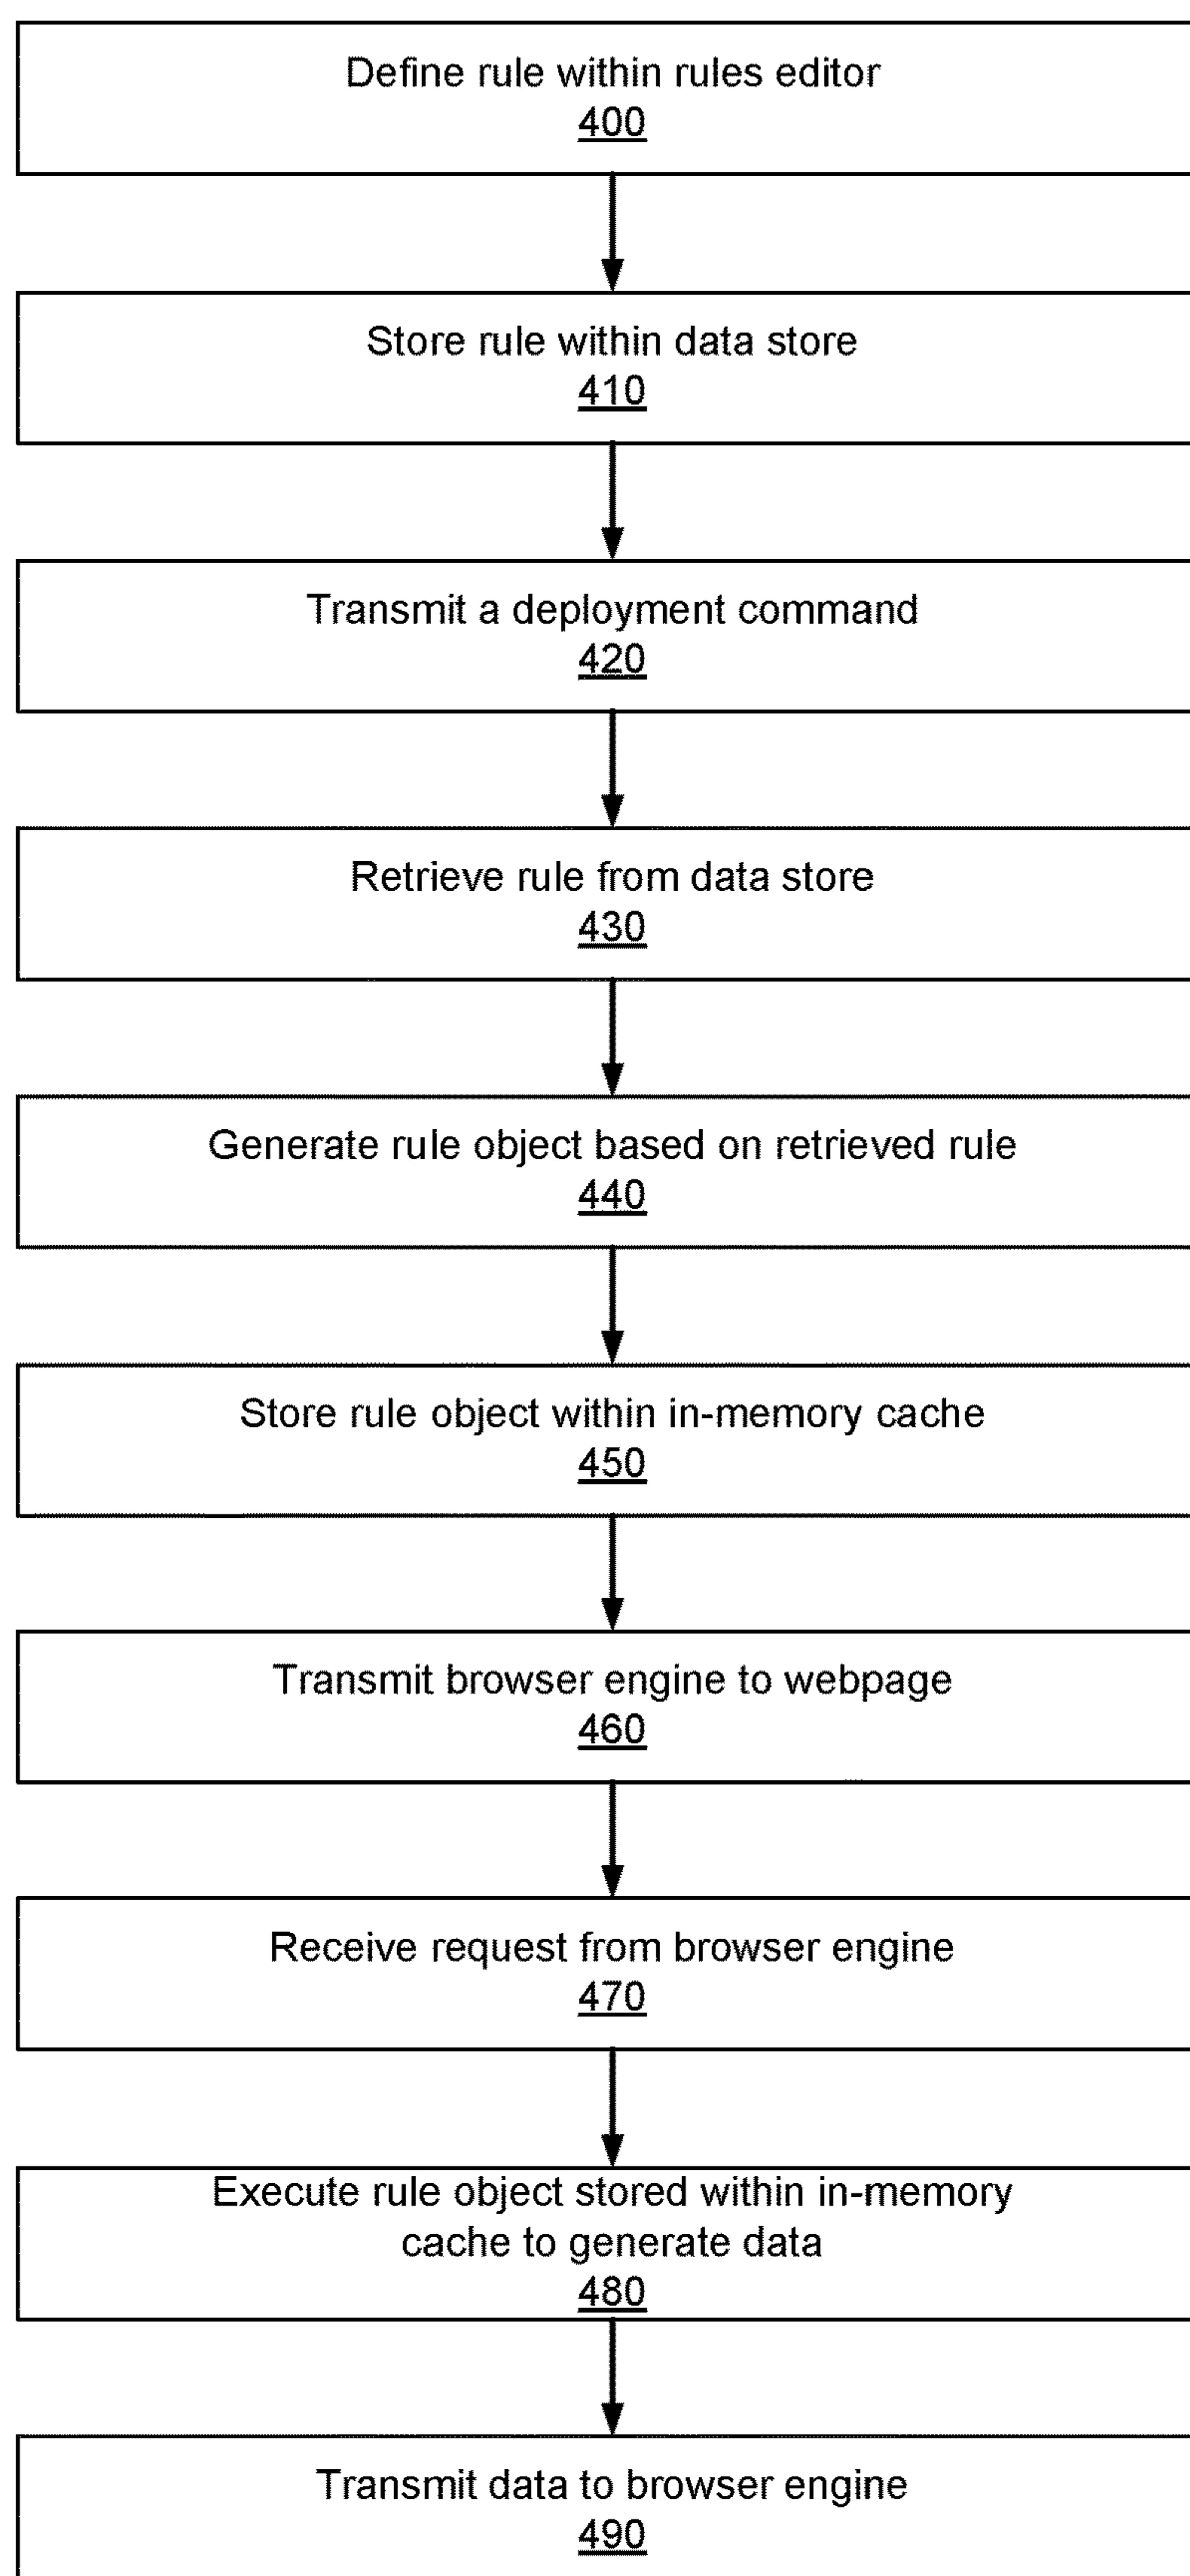 Define rule within rules editor
400
Store rule within data store
410
Transmit a deployment command
420
Retrieve rule from data store
430
Generate rule object based on retrieved rule
440
Store rule object within in-memory cache
450
Transmit browser engine to webpage
460
Receive request from browser engine
470
Execute rule object stored within in-memory
cache to generate data
480
Transmit data to browser engine
490